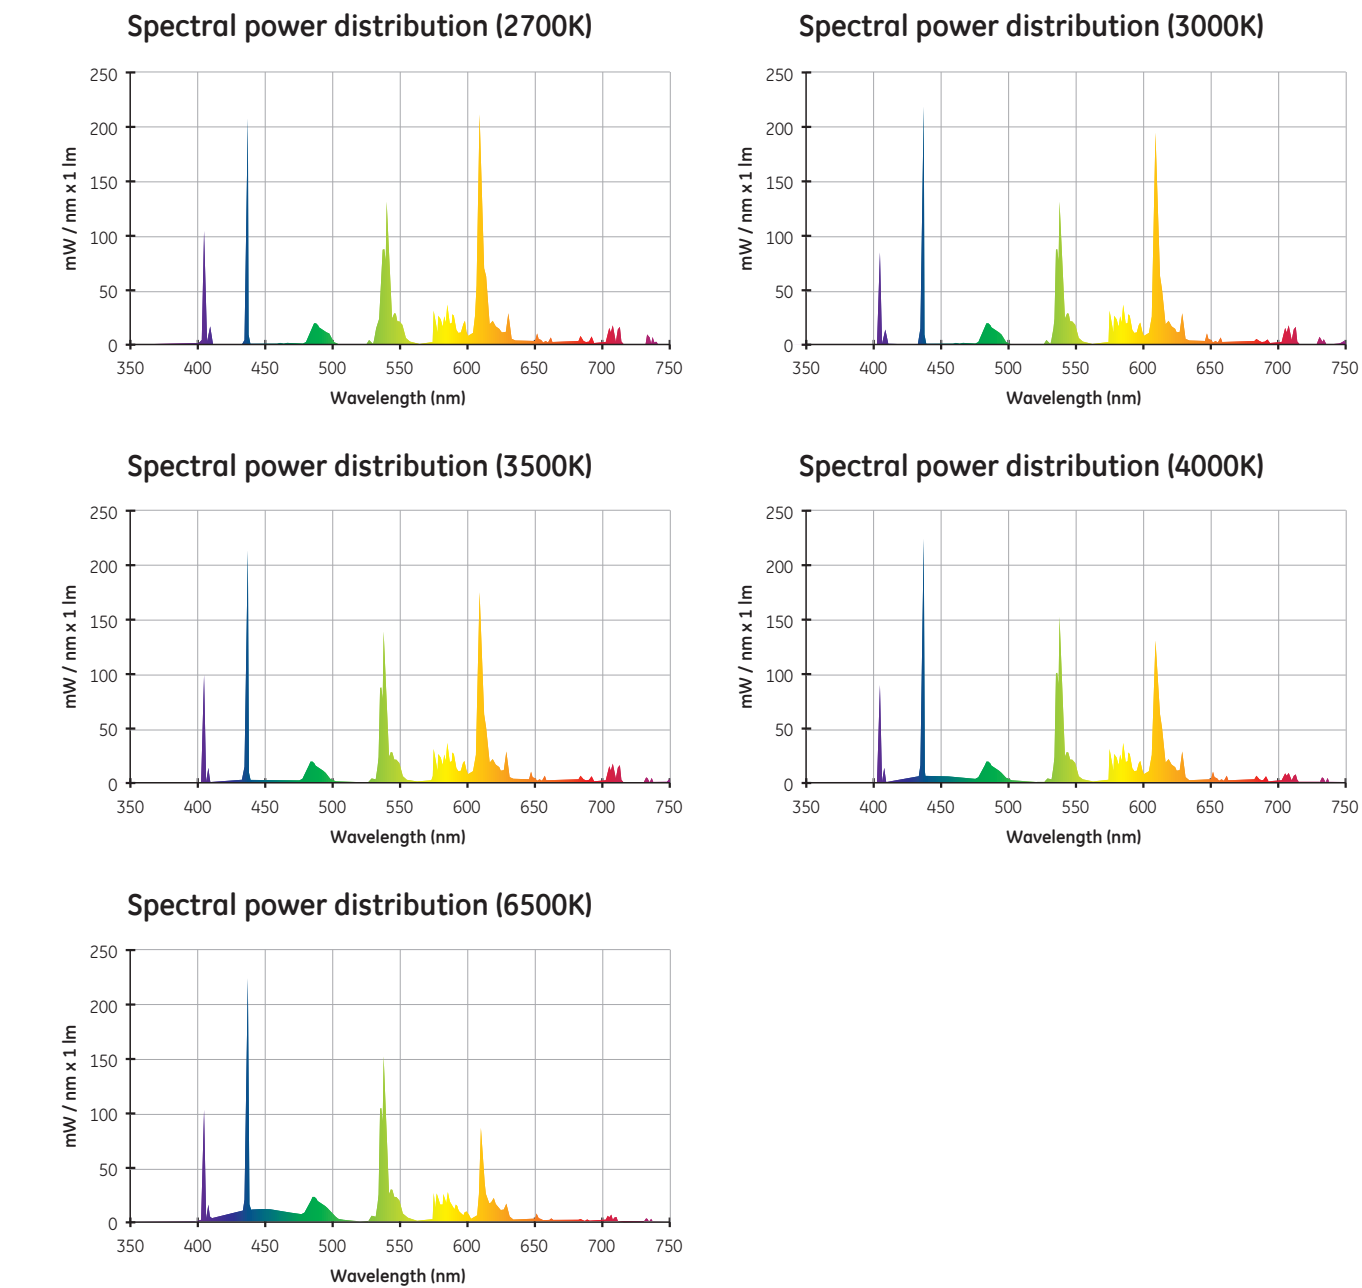 Spectral power distribution (2700K)
250
200
150
100
50
0
mW / nm x 1 lm
350 400 450 500 550 600 650 700 750
Wavelength (nm)
Spectral power distribution (3000K)
250
200
150
100
50
0
mW / nm x 1 lm
350 400 450 500 550 600 650 700 750
Wavelength (nm)
Spectral power distribution (3500K)
250
200
150
100
50
0
mW / nm x 1 lm
350 400 450 500 550 600 650 700 750
Wavelength (nm)
Spectral power distribution (4000K)
250
200
150
100
50
0
mW / nm x 1 lm
350 400 450 500 550 600 650 700 750
Wavelength (nm)
Spectral power distribution (6500K)
250
200
150
100
50
0
mW / nm x 1 lm
350 400 450 500 550 600 650 700 750
Wavelength (nm)